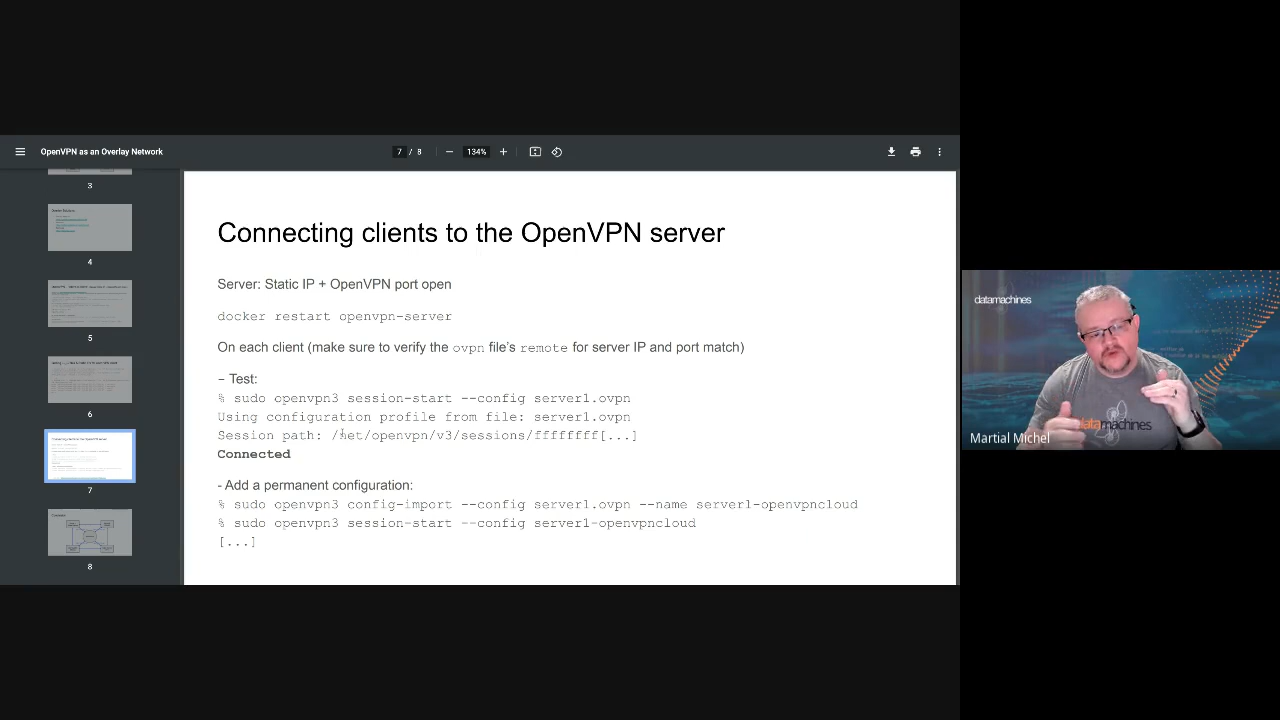 OpenVPN as an Overlay Network
7 / 8
134%
3
4
5
6
7
8
Connecting clients to the OpenVPN server
Server: Static IP + OpenVPN port open
docker restart openvpn-server
On each client (make sure to verify the ovpn file's remote for server IP and port match)
– Test:
% sudo openvpn3 session-start --config server1.ovpn
Using configuration profile from file: server1.ovpn
Session path: /net/openvpn/v3/sessions/ffffffff[...]
Connected
- Add a permanent configuration:
% sudo openvpn3 config-import --config server1.ovpn --name server1-openvpncloud
% sudo openvpn3 session-start --config server1-openvpncloud
[...]
datamachines
datamachines
Martial Michel